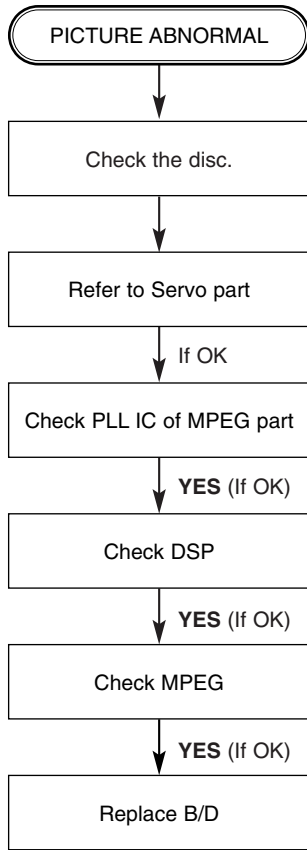 PICTURE ABNORMAL
Check the disc.
Refer to Servo part
If OK
Check PLL IC of MPEG part
YES (If OK)
Check DSP
YES (If OK)
Check MPEG
YES (If OK)
Replace B/D